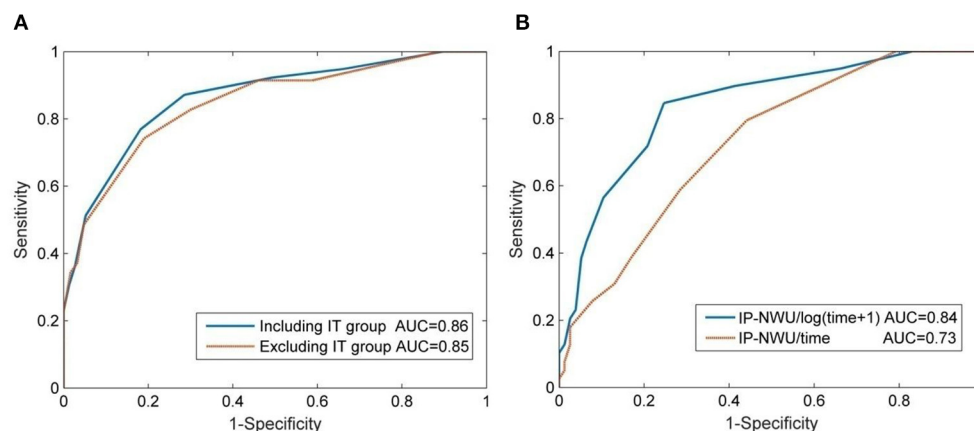 A
1
0.8
0.6
0.4
0.2
0
Sensitivity
Including IT group AUC=0.86
Excluding IT group AUC=0.85
0 0.2 0.4 0.6 0.8 1
1-Specificity
B
1
0.8
0.6
0.4
0.2
0
Sensitivity
IP-NWU/log(time+1) AUC=0.84
IP-NWU/time AUC=0.73
0 0.2 0.4 0.6 0.8
1-Specificity